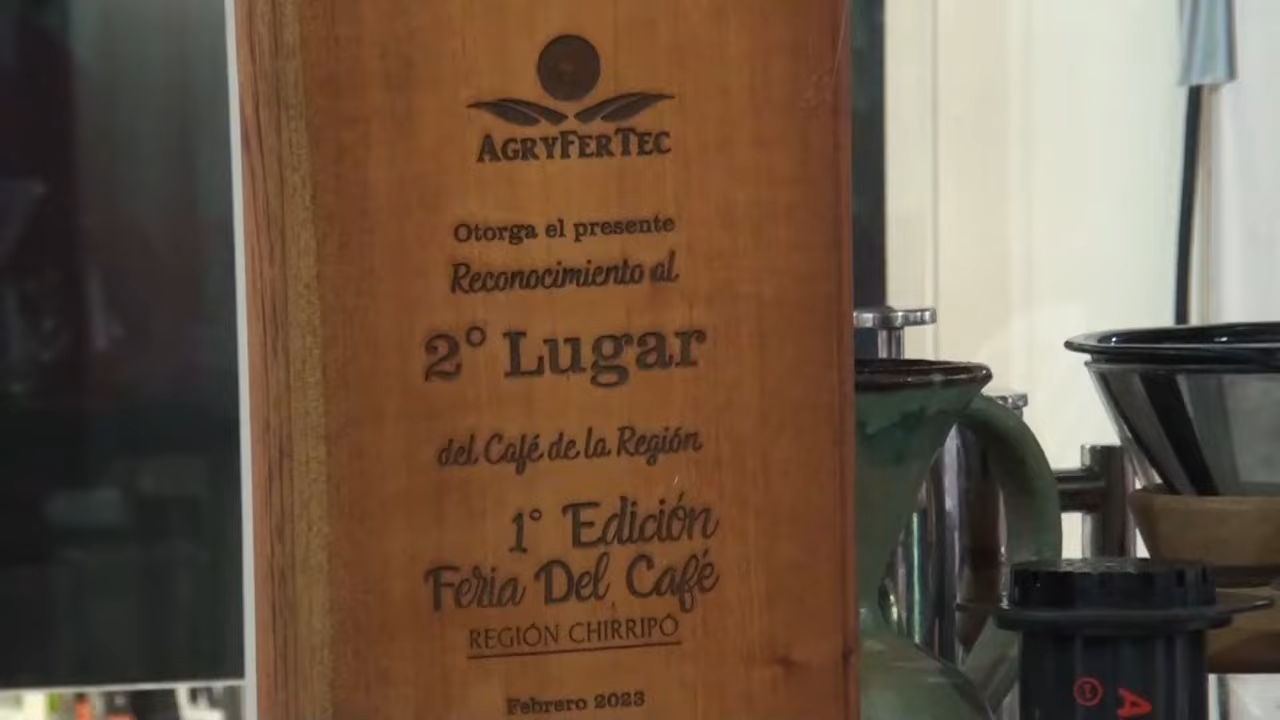 AGRYFERTEC
Otorga el presente
Reconocimiento al
2° Lugar
del Café de la Región
1° Edición
Feria Del Café
REGIÓN CHIRRIPÓ
Febrero 2023
A
1